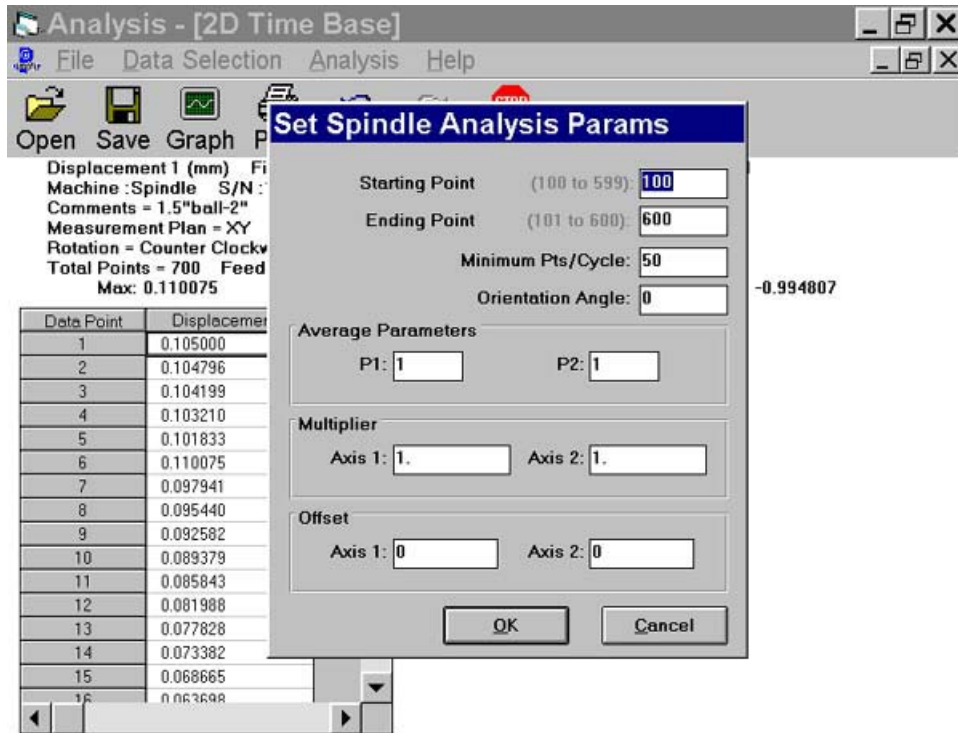 Analysis - [2D Time Base]
File Data Selection Analysis Help
Open Save Graph
Displacement 1 (mm)
Machine :Spindle S/N :
Comments = 1.5"ball-2"
Measurement Plan = XY
Rotation = Counter
Total Points = 700 Feed
Max: 0.110075 -0.994807
Data Point
1 0.105000
2 0.104796
3 0.104199
4 0.103210
5 0.101833
6 0.110075
7 0.097941
8 0.095440
9 0.092582
10 0.089379
11 0.085843
12 0.081988
13 0.077828
14 0.073382
15 0.068665
16 0.063698
Set Spindle Analysis Params
Starting Point (100 to 599): 100
Ending Point (101 to 600): 600
Minimum Pts/Cycle: 50
Orientation Angle: 0
Average Parameters
P1: 1 P2: 1
Multiplier
Axis 1: 1. Axis 2: 1.
Offset
Axis 1: 0 Axis 2: 0
OK Cancel